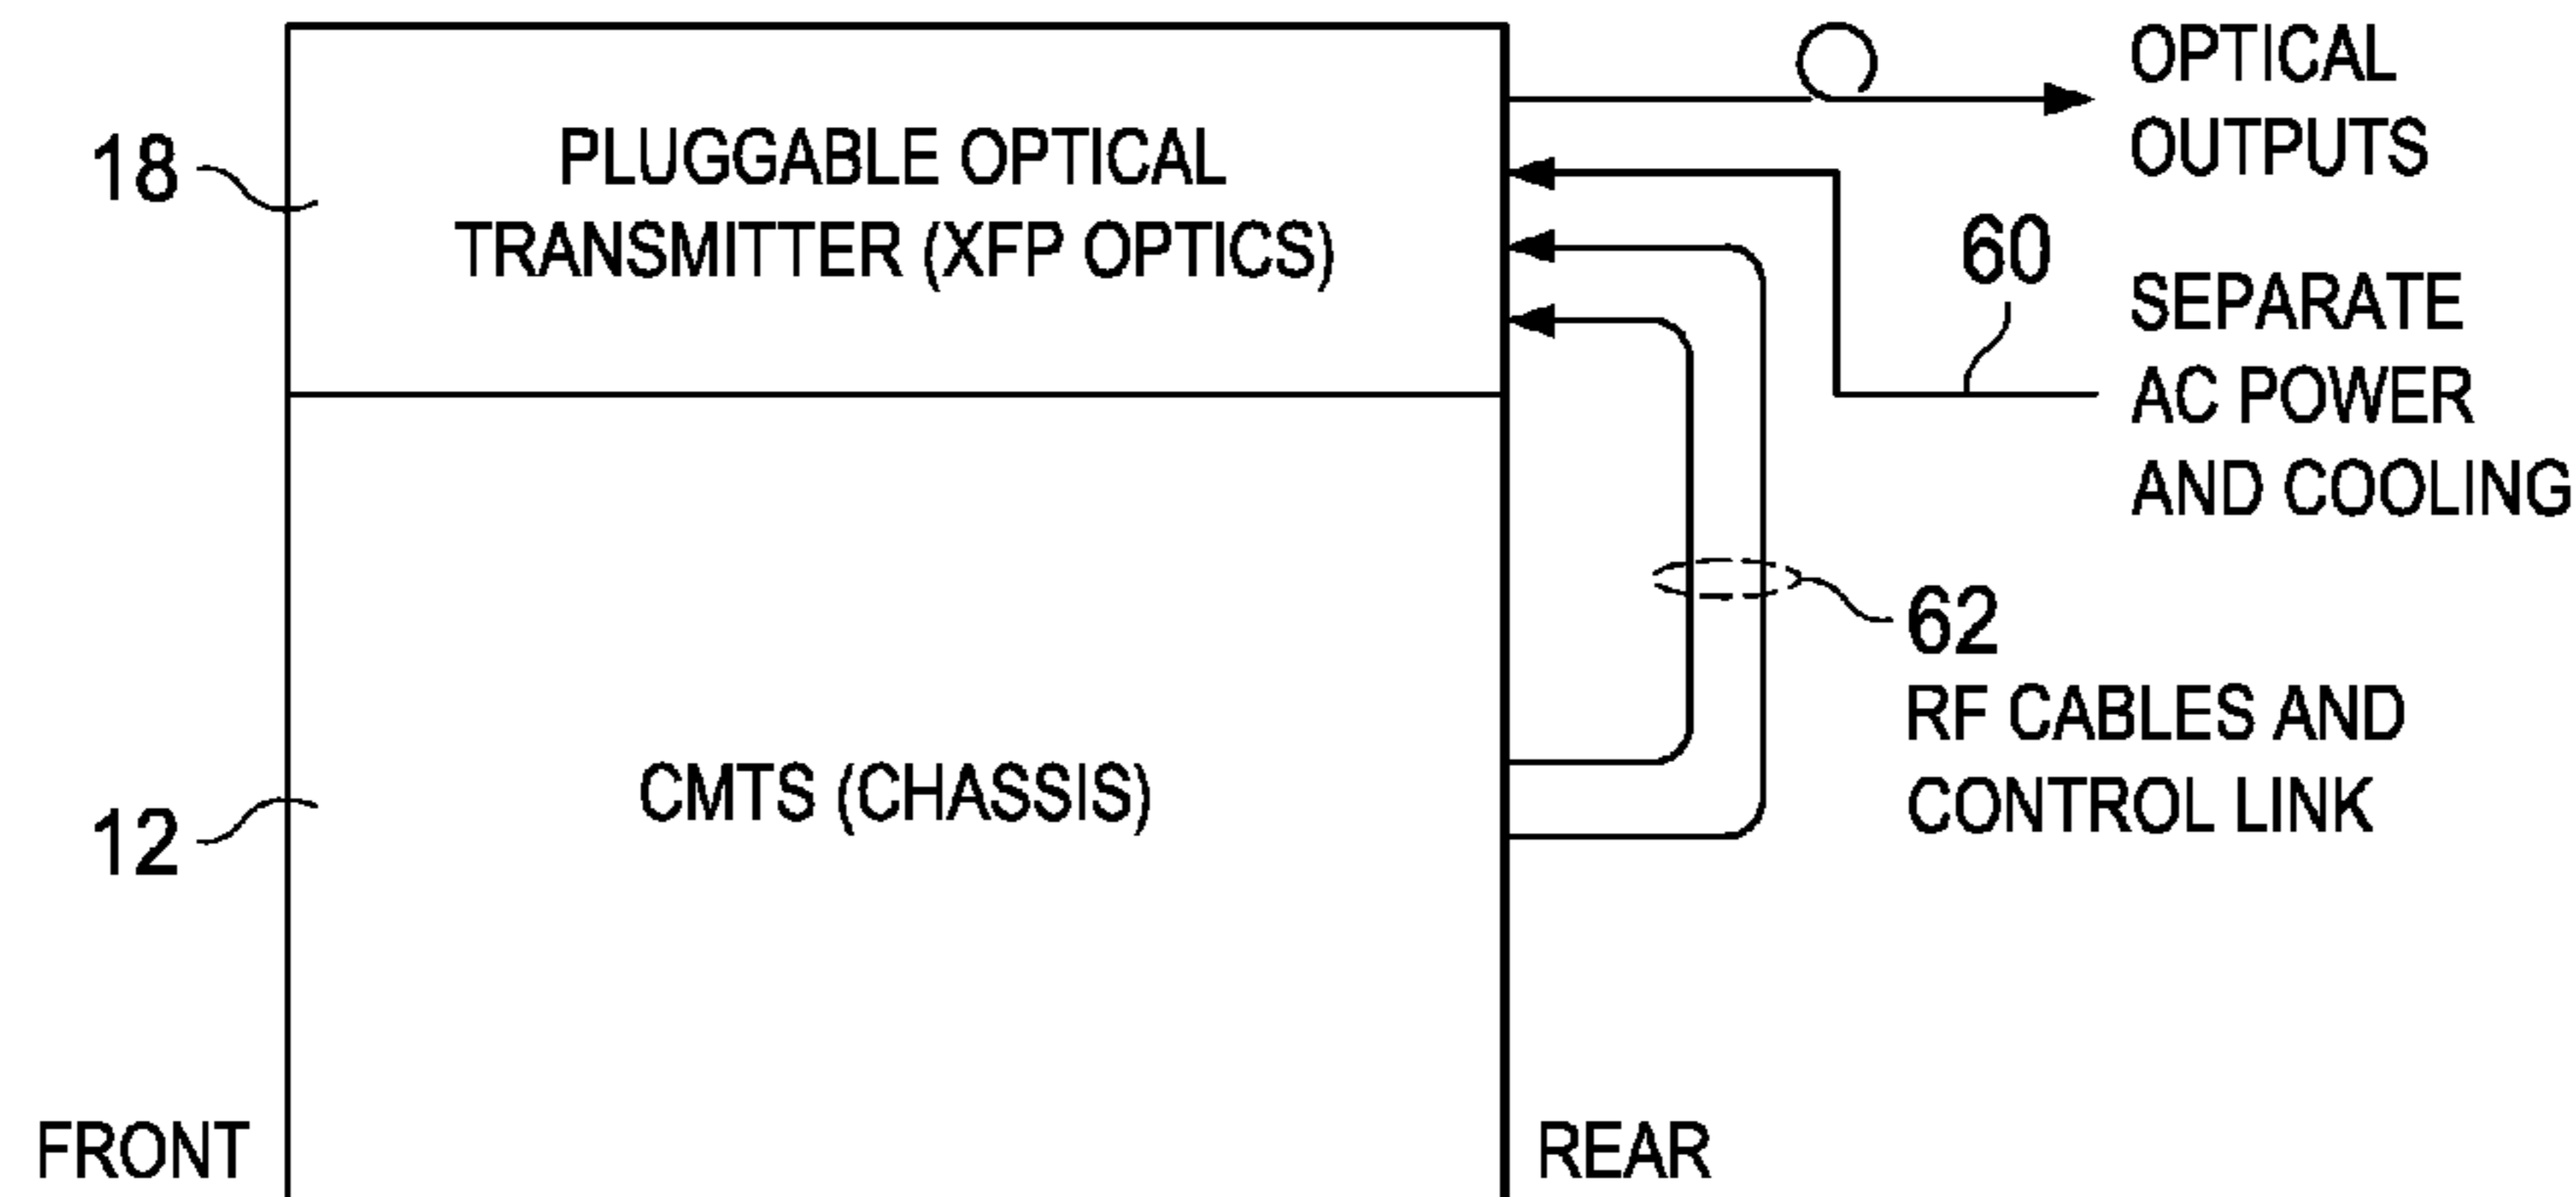 OPTICAL
OUTPUTS
18
PLUGGABLE OPTICAL
TRANSMITTER (XFP OPTICS)
60
SEPARATE
AC POWER
AND COOLING
62
RF CABLES AND
CONTROL LINK
12
CMTS (CHASSIS)
FRONT
REAR